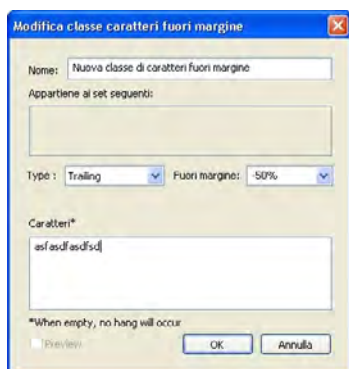 Modifica classe caratteri fuori margine
Nome: Nuova classe di caratteri fuori margine
Appartiene ai set seguenti:
Type : Trailing Fuori margine: -50%
Caratteri*
asfasdfasdfsd
*When empty, no hang will occur
Preview
OK Annulla